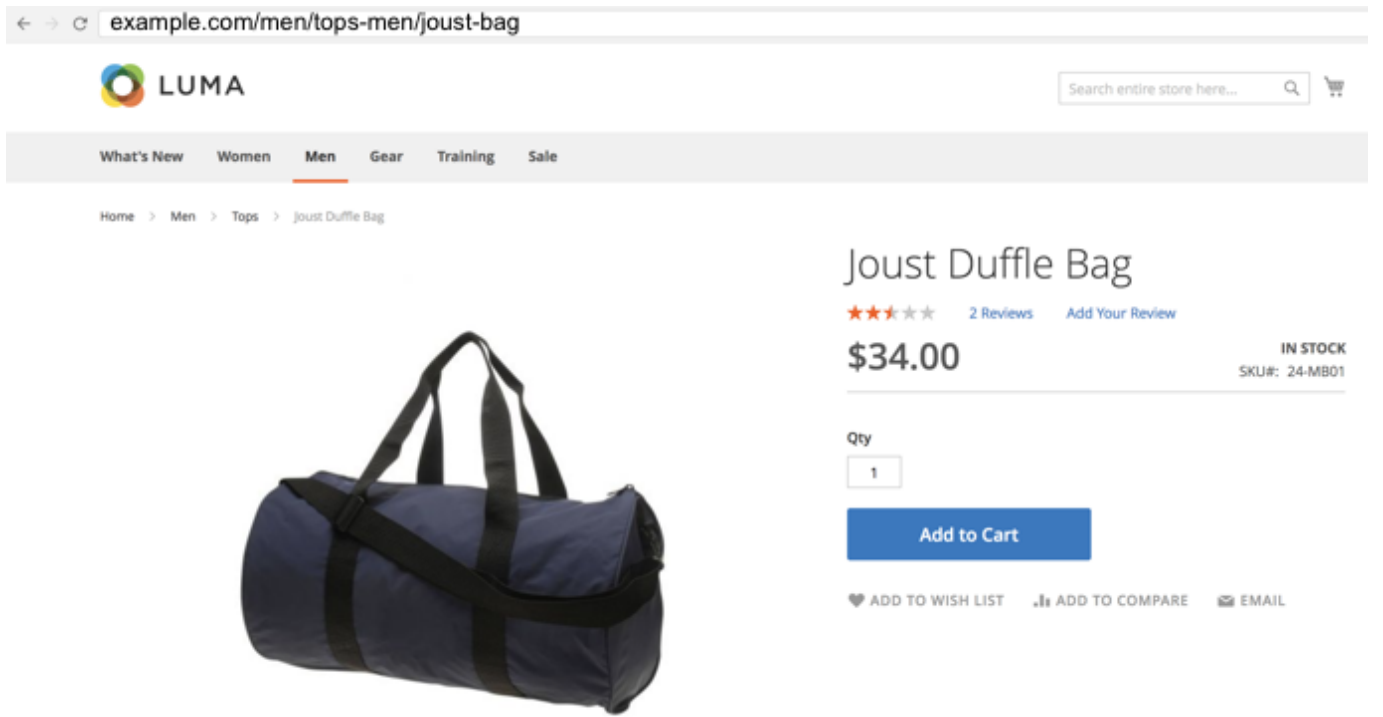 example.com/men/tops-men/joust-bag
LUMA
Search entire store here...
What's New Women Men Gear Training Sale
Home > Men > Tops > Joust Duffle Bag
Joust Duffle Bag
2 Reviews Add Your Review
$34.00
IN STOCK
SKU#: 24-MB01
Qty
1
Add to Cart
ADD TO WISH LIST ADD TO COMPARE EMAIL